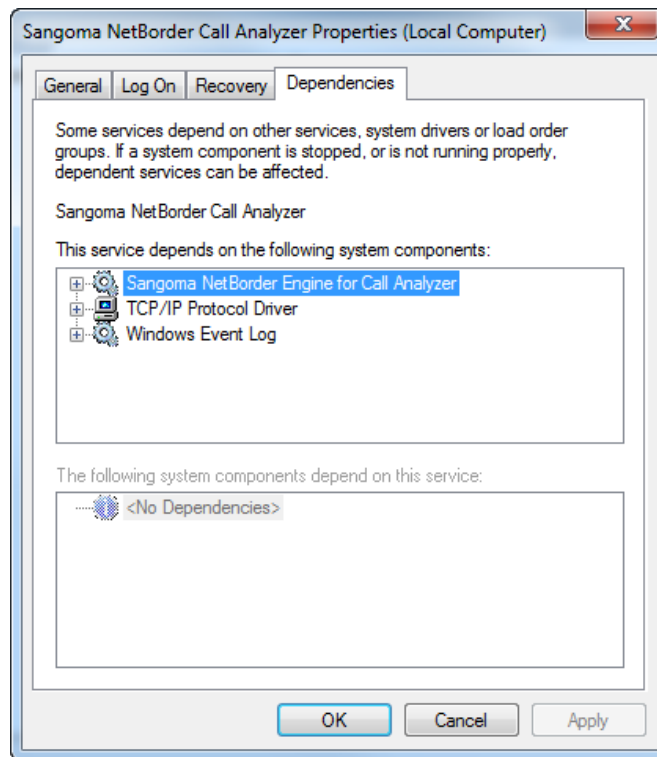 Sangoma NetBorder Call Analyzer Properties (Local Computer)
General Log On Recovery Dependencies
Some services depend on other services, system drivers or load order
groups. If a system component is stopped, or is not running properly,
dependent services can be affected.
Sangoma NetBorder Call Analyzer
This service depends on the following system components:
Sangoma NetBorder Engine for Call Analyzer
TCP/IP Protocol Driver
Windows Event Log
The following system components depend on this service:
<No Dependencies>
OK Cancel Apply